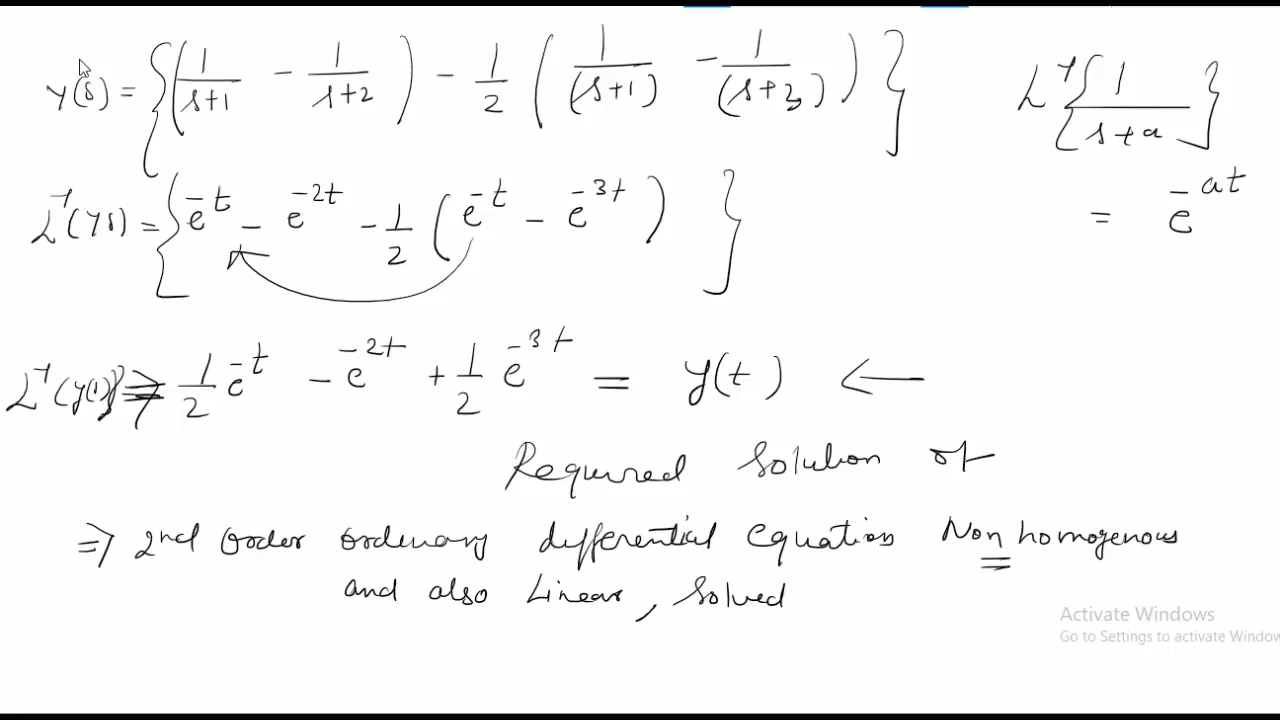 y(s) = {(1/(s+1) - 1/(s+2)) - 1/2 (1/(s+1) - 1/(s+3))}
L⁻¹{1/(s+a)}
= e^(-at)
L⁻¹(ys) = {e^(-t) - e^(-2t) - 1/2 (e^(-t) - e^(-3t))}
L⁻¹(y(s)) ⇒ 1/2 e^(-t) - e^(-2t) + 1/2 e^(-3t) = y(t) ←
Required Solution of
⇒ 2nd Order ordinary differential equation Non homogenous
and also Linear, Solved
Activate Windows
Go to Settings to activate Window